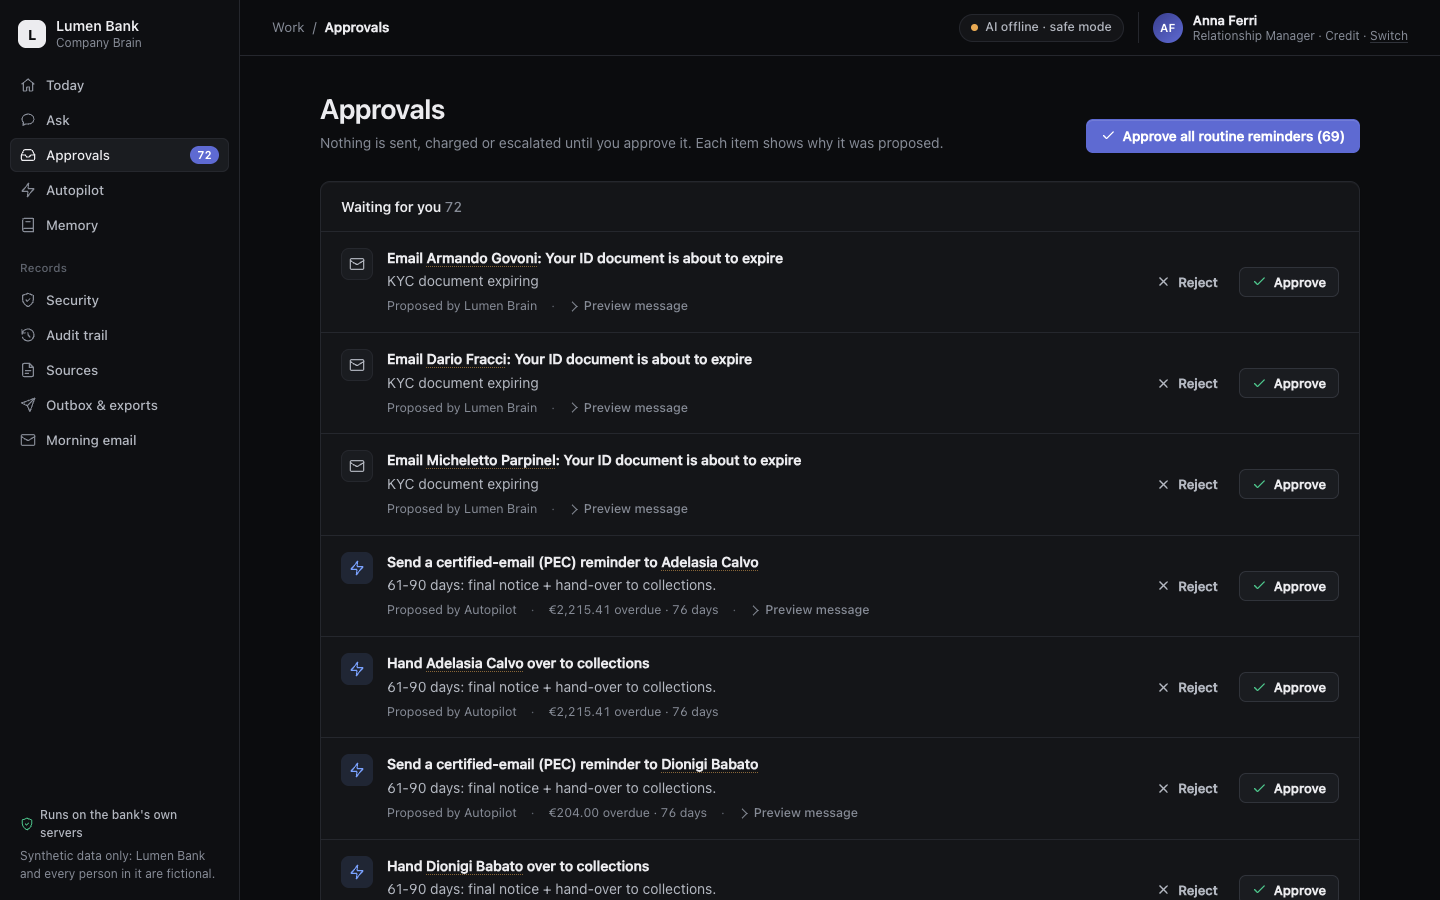 L
Lumen Bank
Company Brain
Today
Ask
Approvals 72
Autopilot
Memory
Records
Security
Audit trail
Sources
Outbox & exports
Morning email
Runs on the bank's own
servers
Synthetic data only: Lumen Bank
and every person in it are fictional.
Work / Approvals
AI offline · safe mode
AF
Anna Ferri
Relationship Manager · Credit · Switch
Approvals
Nothing is sent, charged or escalated until you approve it. Each item shows why it was proposed.
Approve all routine reminders (69)
Waiting for you 72
Email Armando Govoni: Your ID document is about to expire
KYC document expiring
Proposed by Lumen Brain · Preview message
Reject Approve
Email Dario Fracci: Your ID document is about to expire
KYC document expiring
Proposed by Lumen Brain · Preview message
Reject Approve
Email Micheletto Parpinel: Your ID document is about to expire
KYC document expiring
Proposed by Lumen Brain · Preview message
Reject Approve
Send a certified-email (PEC) reminder to Adelasia Calvo
61-90 days: final notice + hand-over to collections.
Proposed by Autopilot · €2,215.41 overdue · 76 days · Preview message
Reject Approve
Hand Adelasia Calvo over to collections
61-90 days: final notice + hand-over to collections.
Proposed by Autopilot · €2,215.41 overdue · 76 days
Reject Approve
Send a certified-email (PEC) reminder to Dionigi Babato
61-90 days: final notice + hand-over to collections.
Proposed by Autopilot · €204.00 overdue · 76 days · Preview message
Reject Approve
Hand Dionigi Babato over to collections
61-90 days: final notice + hand-over to collections.
Reject Approve